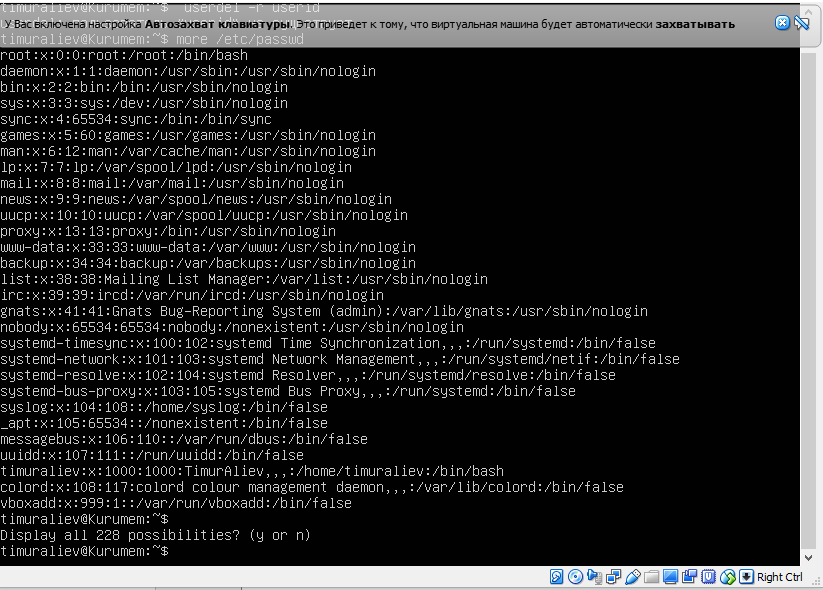 timuraliev@Kurumem:~$  userdel -r userid
У Вас включена настройка Автозахват клавиатуры. Это приведет к тому, что виртуальная машина будет автоматически захватывать
timuraliev@Kurumem:~$ more /etc/passwd
root:x:0:0:root:/root:/bin/bash
daemon:x:1:1:daemon:/usr/sbin:/usr/sbin/nologin
bin:x:2:2:bin:/bin:/usr/sbin/nologin
sys:x:3:3:sys:/dev:/usr/sbin/nologin
sync:x:4:65534:sync:/bin:/bin/sync
games:x:5:60:games:/usr/games:/usr/sbin/nologin
man:x:6:12:man:/var/cache/man:/usr/sbin/nologin
lp:x:7:7:lp:/var/spool/lpd:/usr/sbin/nologin
mail:x:8:8:mail:/var/mail:/usr/sbin/nologin
news:x:9:9:news:/var/spool/news:/usr/sbin/nologin
uucp:x:10:10:uucp:/var/spool/uucp:/usr/sbin/nologin
proxy:x:13:13:proxy:/bin:/usr/sbin/nologin
www-data:x:33:33:www-data:/var/www:/usr/sbin/nologin
backup:x:34:34:backup:/var/backups:/usr/sbin/nologin
list:x:38:38:Mailing List Manager:/var/list:/usr/sbin/nologin
irc:x:39:39:ircd:/var/run/ircd:/usr/sbin/nologin
gnats:x:41:41:Gnats Bug-Reporting System (admin):/var/lib/gnats:/usr/sbin/nologin
nobody:x:65534:65534:nobody:/nonexistent:/usr/sbin/nologin
systemd-timesync:x:100:102:systemd Time Synchronization,,,:/run/systemd:/bin/false
systemd-network:x:101:103:systemd Network Management,,,:/run/systemd/netif:/bin/false
systemd-resolve:x:102:104:systemd Resolver,,,:/run/systemd/resolve:/bin/false
systemd-bus-proxy:x:103:105:systemd Bus Proxy,,,:/run/systemd:/bin/false
syslog:x:104:108::/home/syslog:/bin/false
_apt:x:105:65534::/nonexistent:/bin/false
messagebus:x:106:110::/var/run/dbus:/bin/false
uuidd:x:107:111::/run/uuidd:/bin/false
timuraliev:x:1000:1000:TimurAliev,,,:/home/timuraliev:/bin/bash
colord:x:108:117:colord colour management daemon,,,:/var/lib/colord:/bin/false
vboxadd:x:999:1::/var/run/vboxadd:/bin/false
timuraliev@Kurumem:~$
Display all 228 possibilities? (y or n)
timuraliev@Kurumem:~$
Right Ctrl